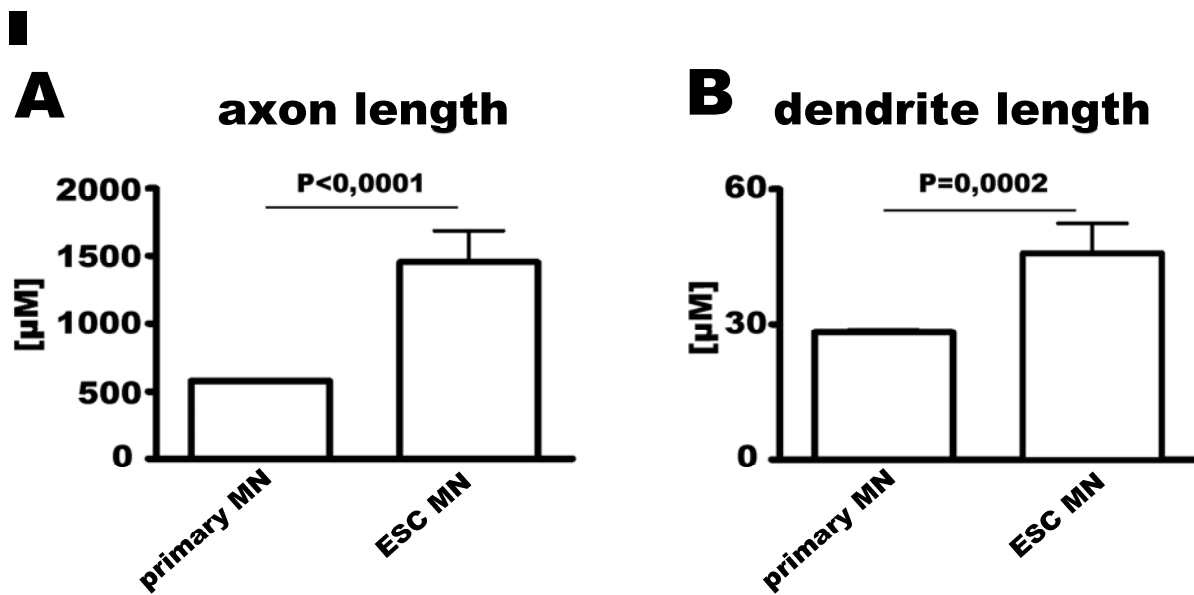 I
A
axon length
P<0,0001
2000
1500
1000
500
0
[µM]
primary MN
ESC MN
B
dendrite length
P=0,0002
60
30
0
[µM]
primary MN
ESC MN